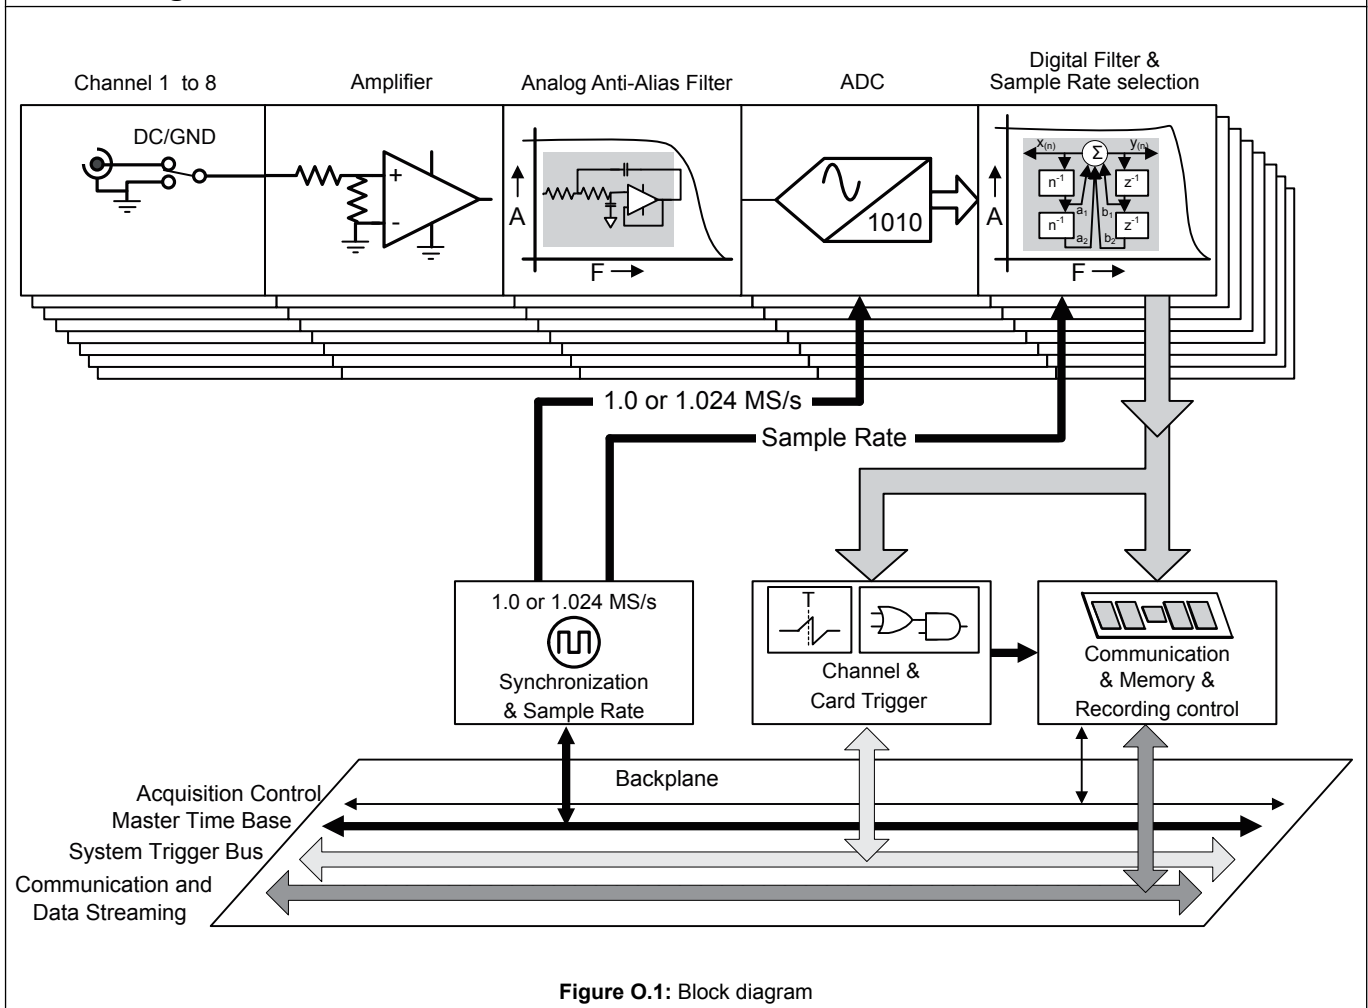 Digital Filter &
Channel 1 to 8 Amplifier Analog Anti-Alias Filter ADC Sample Rate selection
DC/GND
+
-
A
F
1010
A
x(n) Σ y(n)
n-1 z-1
a1 b1
n-1 z-1
a2 b2
F
1.0 or 1.024 MS/s
Sample Rate
1.0 or 1.024 MS/s
Synchronization
& Sample Rate
T
Channel &
Card Trigger
Communication
& Memory &
Recording control
Backplane
Acquisition Control
Master Time Base
System Trigger Bus
Communication and
Data Streaming
Figure O.1: Block diagram